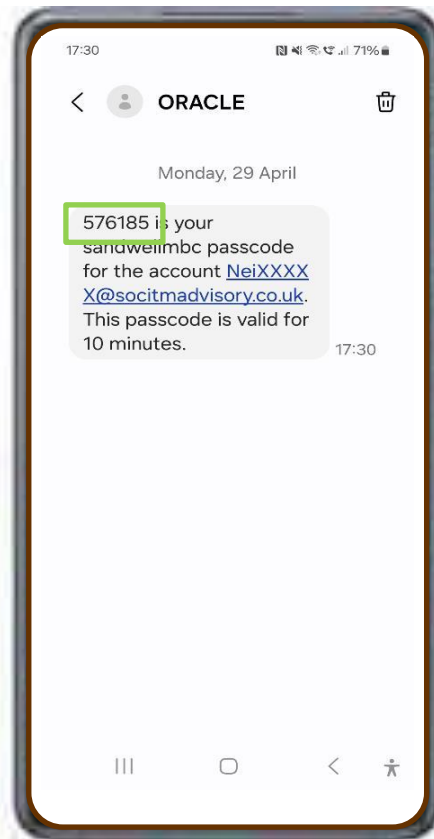 17:30 71%
ORACLE
Monday, 29 April
576185 is your
sandwellmbc passcode
for the account NeiXXXX
X@socitmadvisory.co.uk.
This passcode is valid for
10 minutes.
17:30